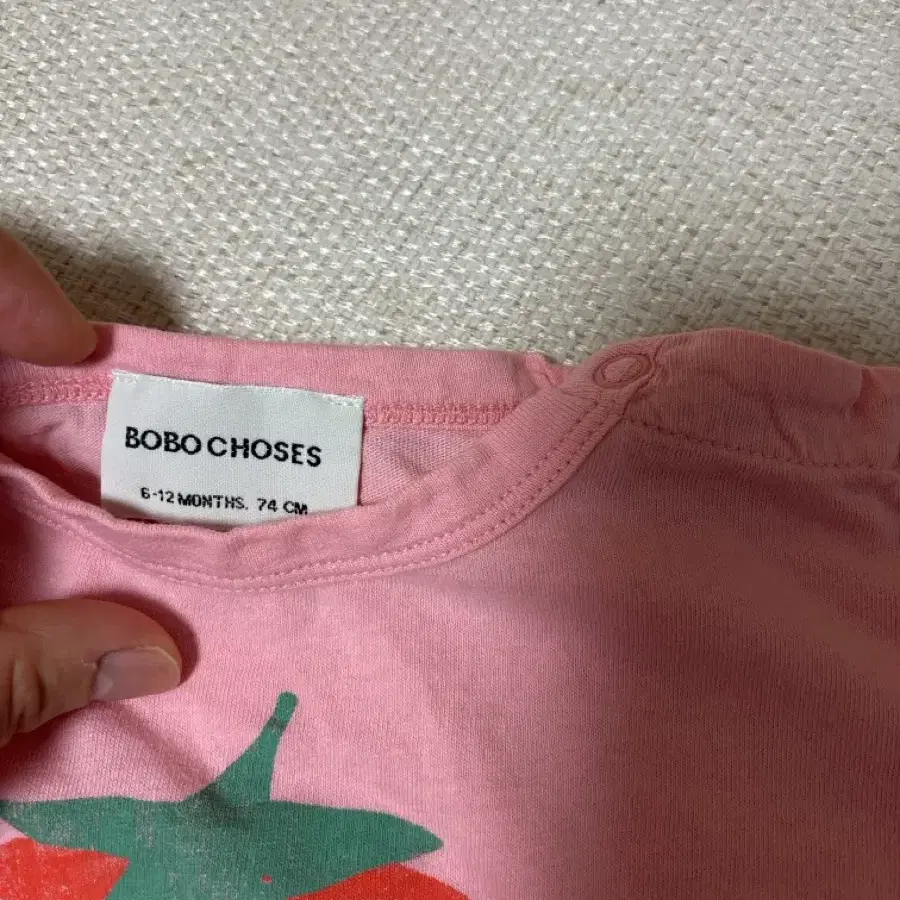 BOBO CHOSES
6-12 MONTHS. 74 CM